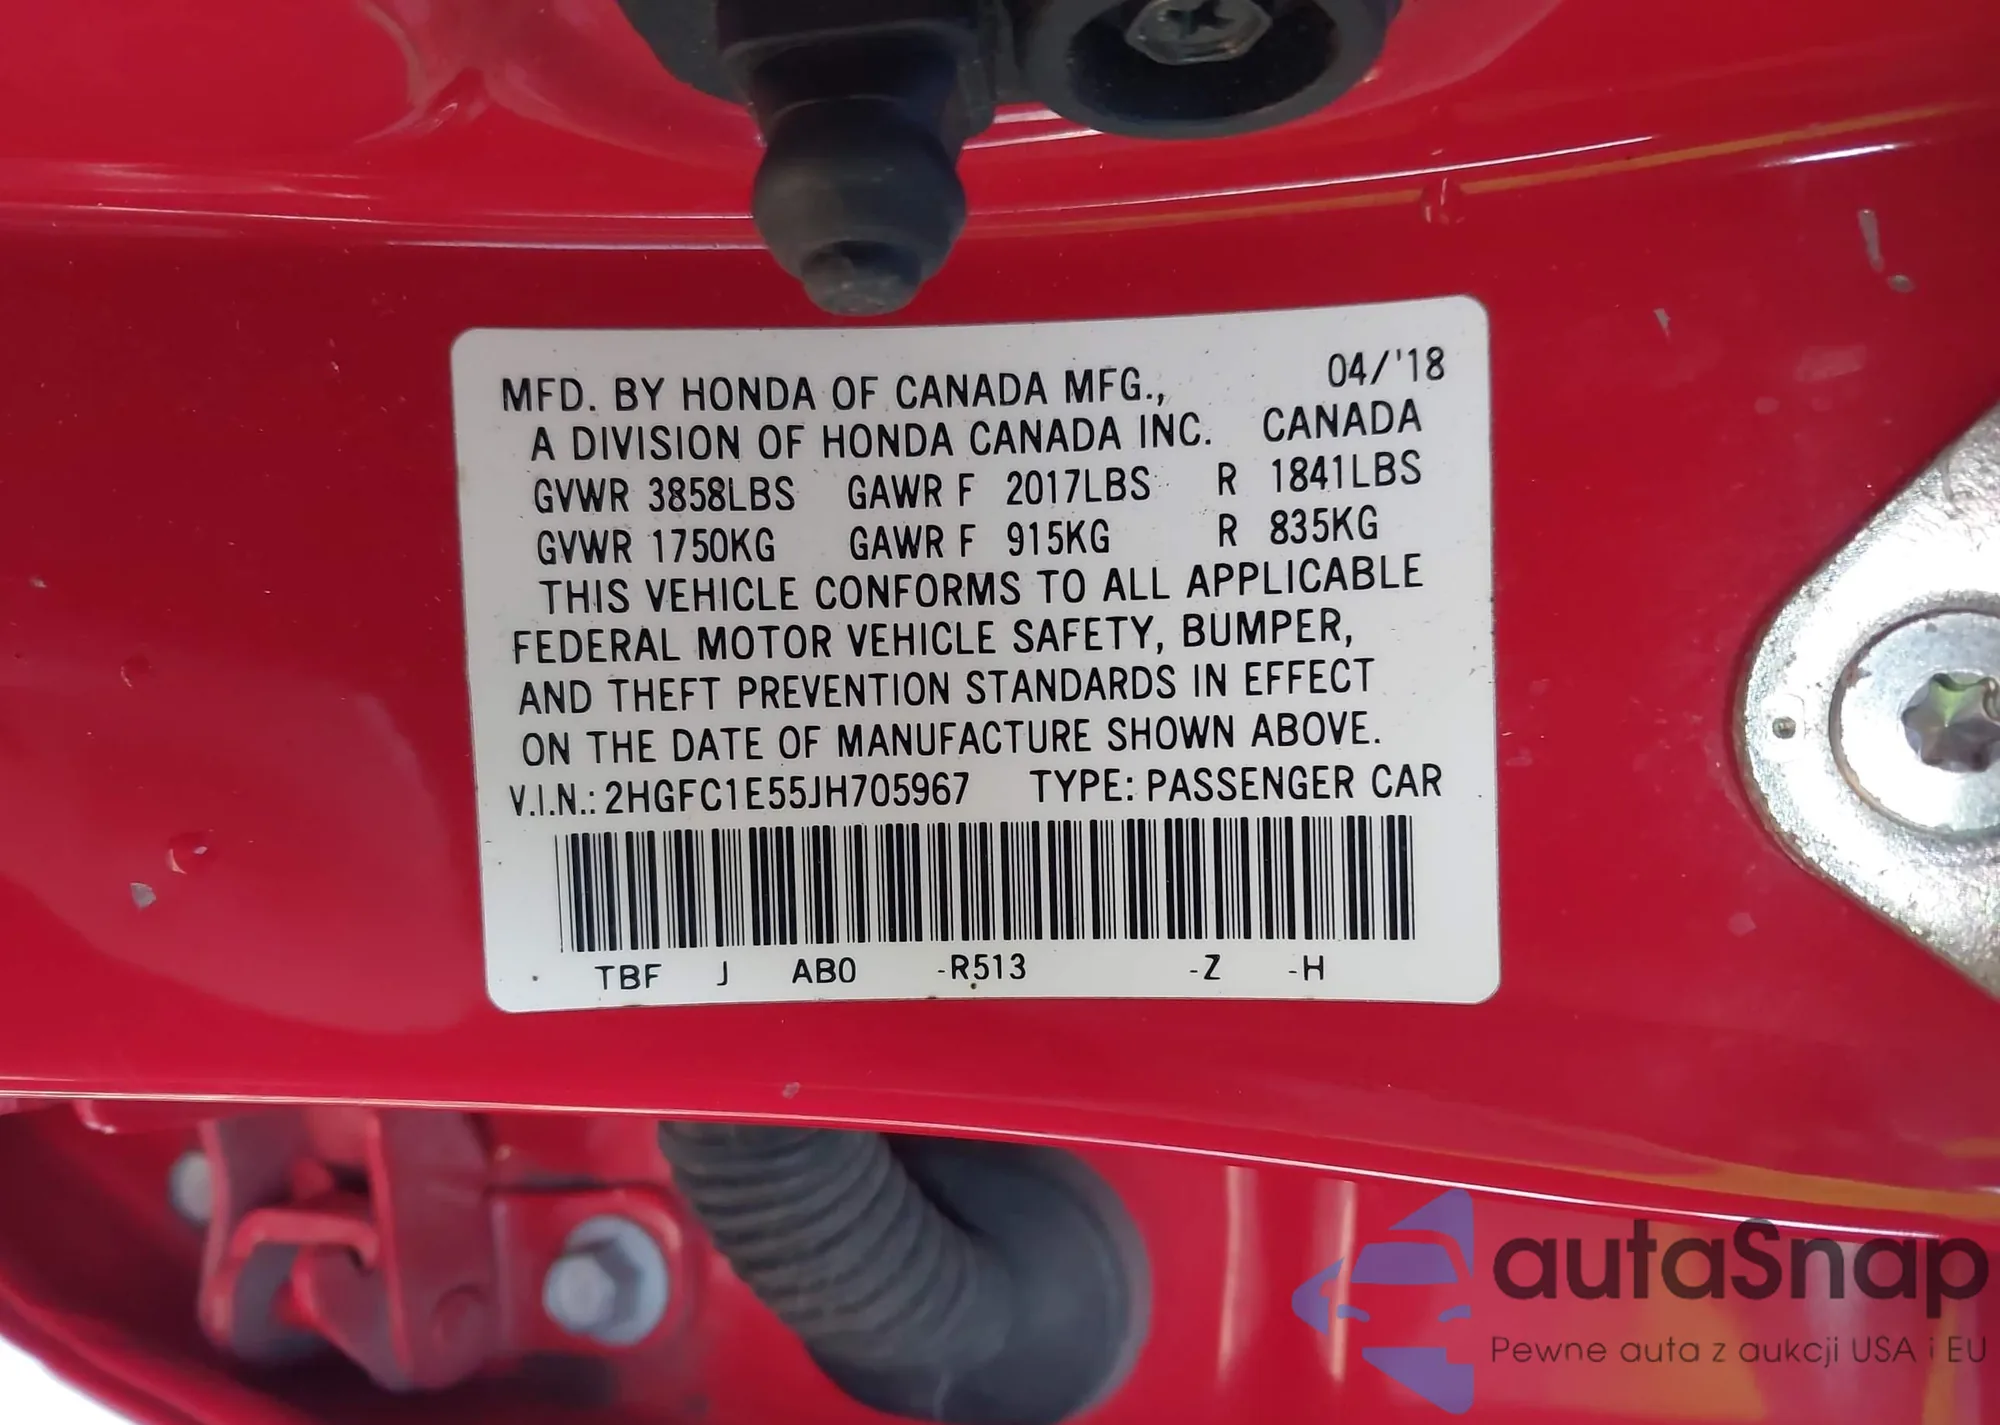 MFD. BY HONDA OF CANADA MFG., 04/'18
A DIVISION OF HONDA CANADA INC. CANADA
GVWR 3858LBS GAWR F 2017LBS R 1841LBS
GVWR 1750KG GAWR F 915KG R 835KG
THIS VEHICLE CONFORMS TO ALL APPLICABLE
FEDERAL MOTOR VEHICLE SAFETY, BUMPER,
AND THEFT PREVENTION STANDARDS IN EFFECT
ON THE DATE OF MANUFACTURE SHOWN ABOVE.
V.I.N.: 2HGFC1E55JH705967 TYPE: PASSENGER CAR
TBF J AB0 -R513 -Z -H
autaSnap
Pewne auta z aukcji USA i EU